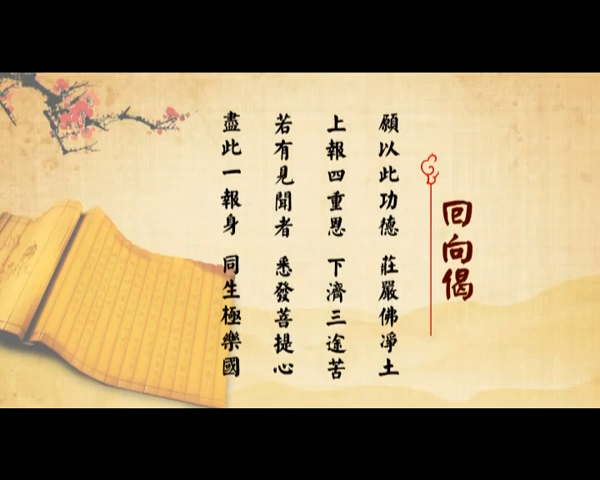 回向偈
願以此功德 莊嚴佛凈土
上報四重恩 下濟三途苦
若有見聞者 悉發菩提心
盡此一報身 同生極樂國